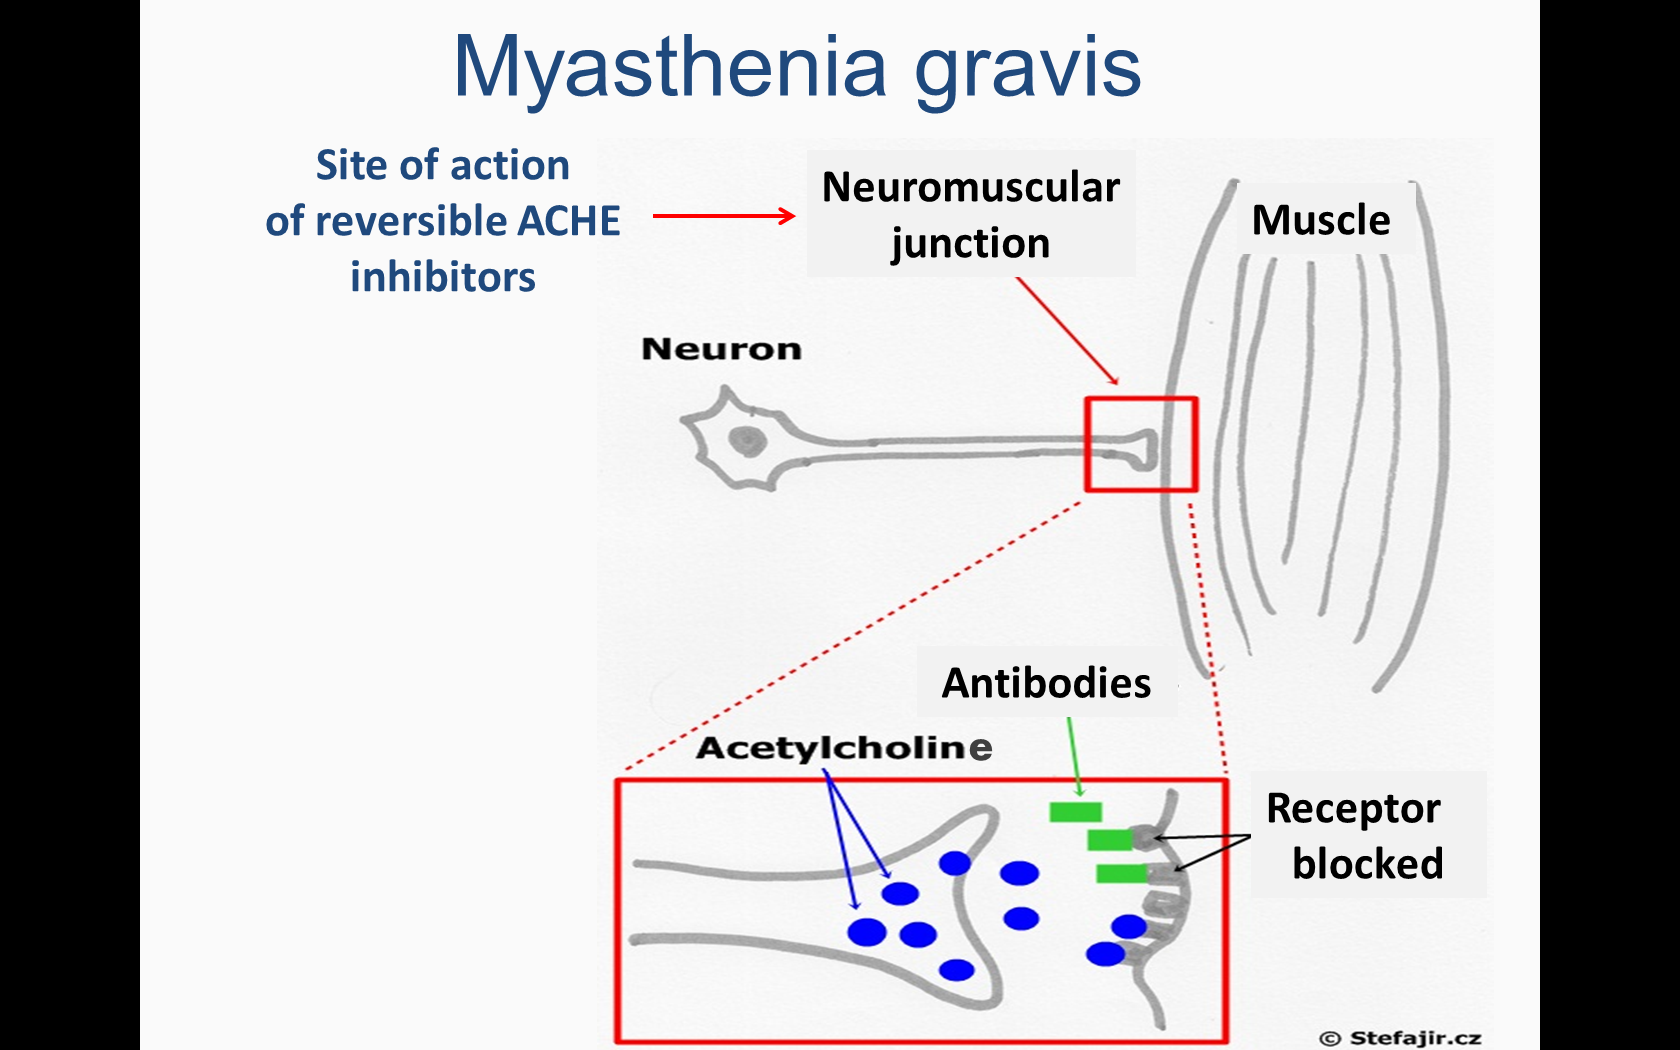 Myasthenia gravis
Site of action
of reversible ACHE
inhibitors
Neuromuscular
junction
Muscle
Neuron
Antibodies
Acetylcholine
Receptor
blocked
© Stefajir.cz